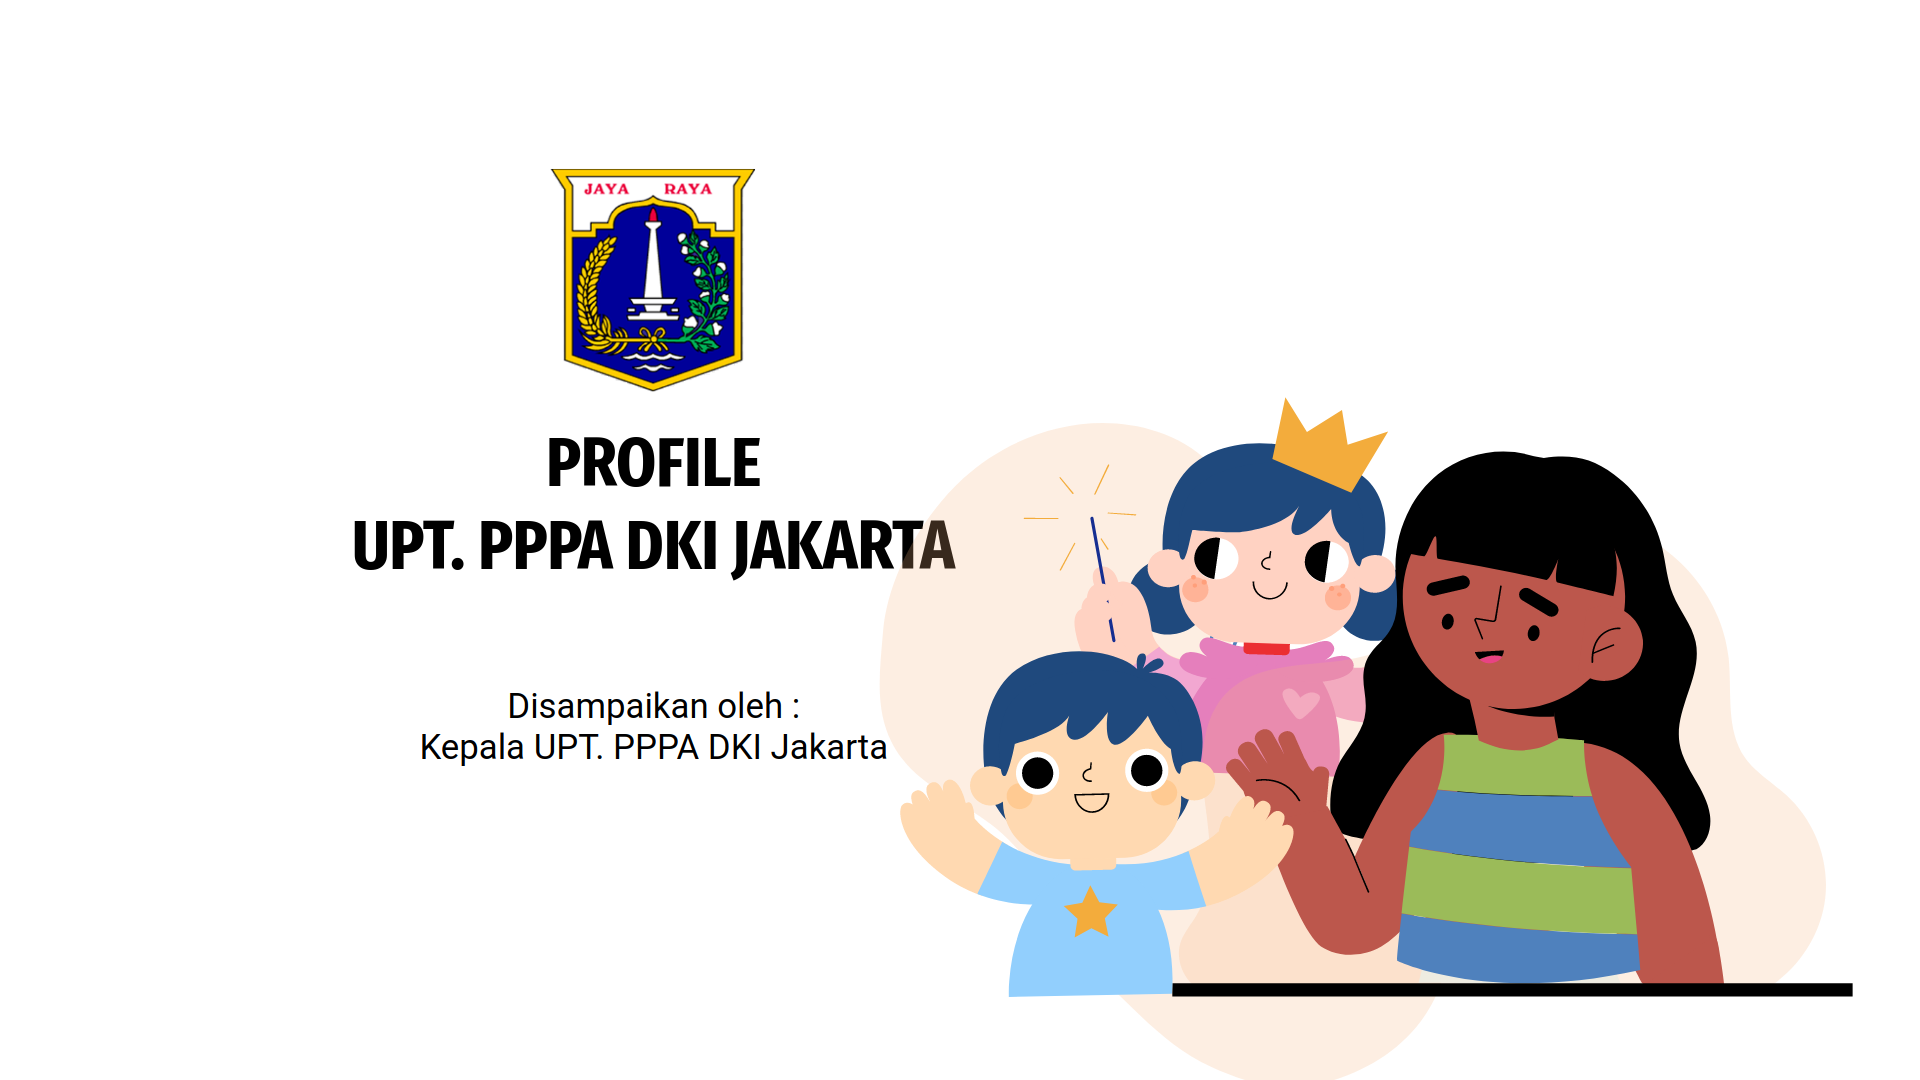 JAYA RAYA
PROFILE
UPT. PPPA DKI JAKARTA
Disampaikan oleh :
Kepala UPT. PPPA DKI Jakarta